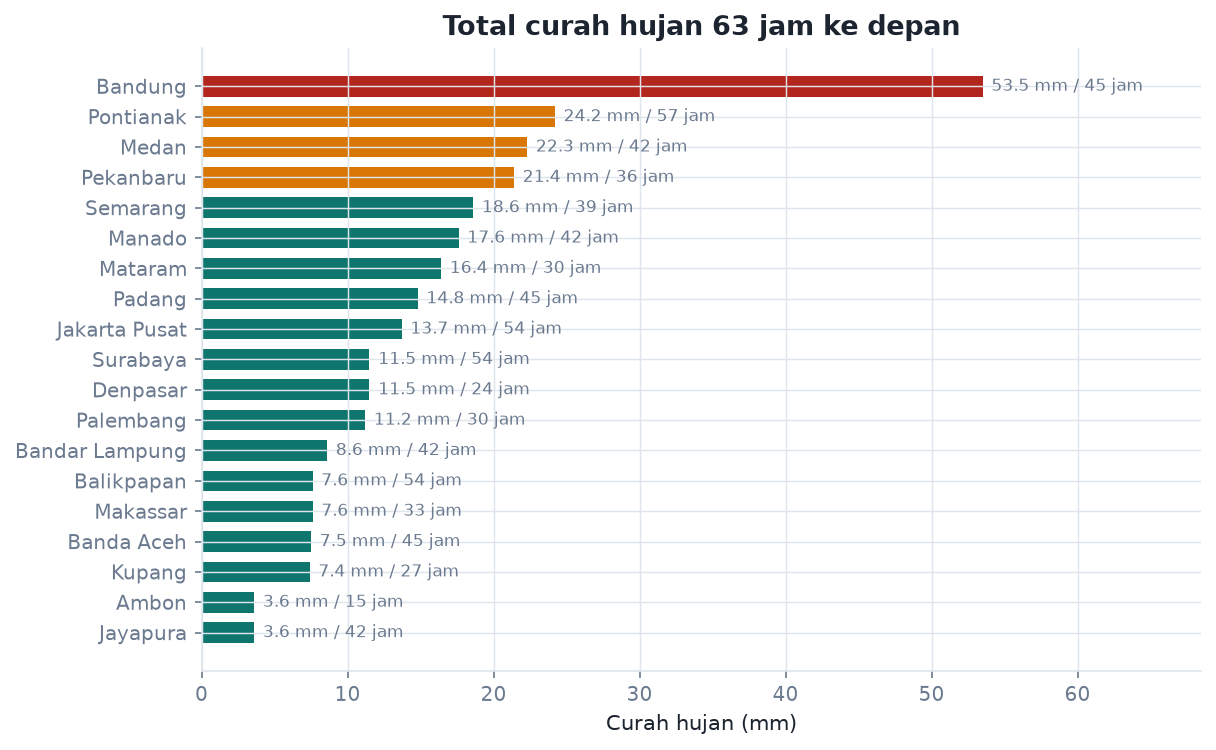 Total curah hujan 63 jam ke depan
Bandung 53.5 mm / 45 jam
Pontianak 24.2 mm / 57 jam
Medan 22.3 mm / 42 jam
Pekanbaru 21.4 mm / 36 jam
Semarang 18.6 mm / 39 jam
Manado 17.6 mm / 42 jam
Mataram 16.4 mm / 30 jam
Padang 14.8 mm / 45 jam
Jakarta Pusat 13.7 mm / 54 jam
Surabaya 11.5 mm / 54 jam
Denpasar 11.5 mm / 24 jam
Palembang 11.2 mm / 30 jam
Bandar Lampung 8.6 mm / 42 jam
Balikpapan 7.6 mm / 54 jam
Makassar 7.6 mm / 33 jam
Banda Aceh 7.5 mm / 45 jam
Kupang 7.4 mm / 27 jam
Ambon 3.6 mm / 15 jam
Jayapura 3.6 mm / 42 jam
0 10 20 30 40 50 60
Curah hujan (mm)